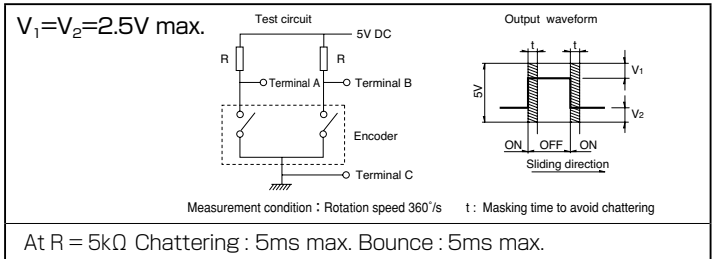 V₁=V₂=2.5V max.
Test circuit
5V DC
R
R
Terminal A
Terminal B
Encoder
Terminal C
Output waveform
t
t
V₁
5V
V₂
ON
OFF
ON
Sliding direction
Measurement condition : Rotation speed 360˚/s
t : Masking time to avoid chattering
At R = 5kΩ Chattering : 5ms max. Bounce : 5ms max.